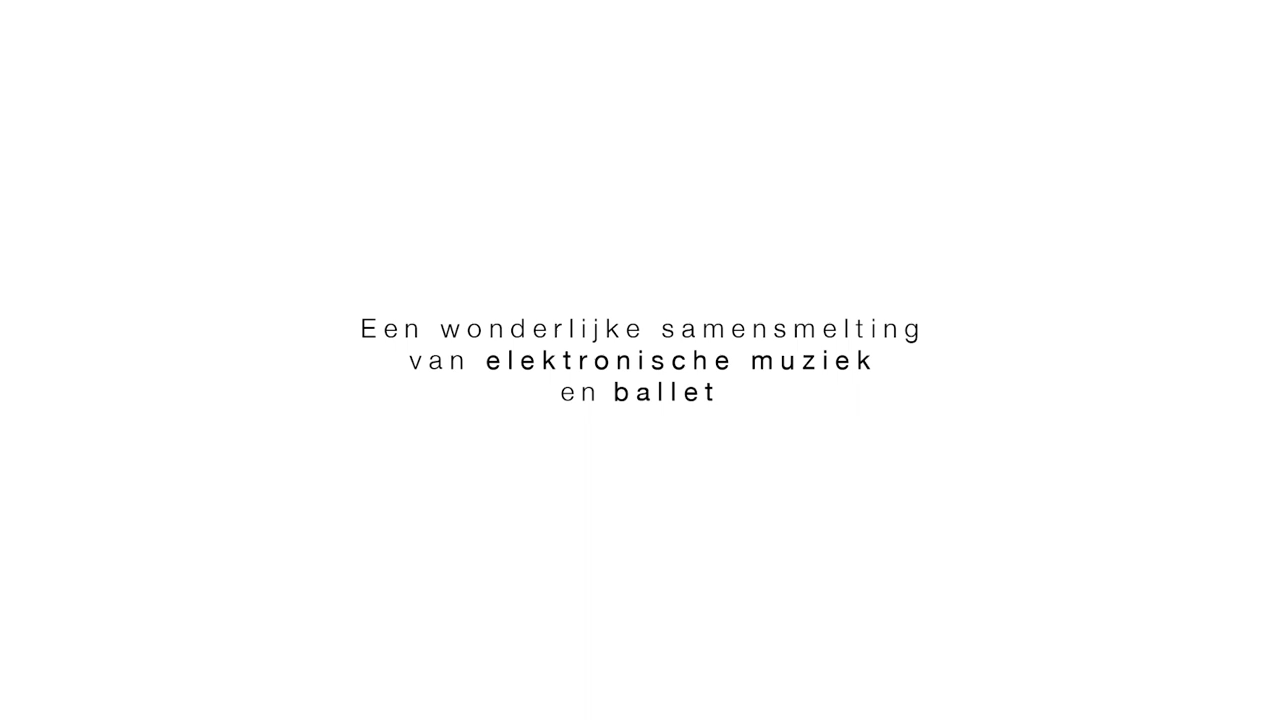 Een wonderlijke samensmelting
van elektronische muziek
en ballet